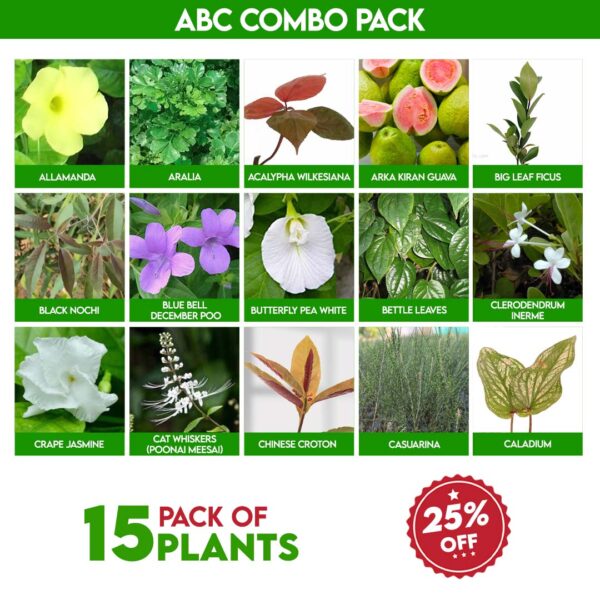 ABC COMBO PACK
ALLAMANDA
ARALIA
ACALYPHA WILKESIANA
ARKA KIRAN GUAVA
BIG LEAF FICUS
BLACK NOCHI
BLUE BELL
DECEMBER POO
BUTTERFLY PEA WHITE
BETTLE LEAVES
CLERODENDRUM
INERME
CRAPE JASMINE
CAT WHISKERS
(POONAI MEESAI)
CHINESE CROTON
CASUARINA
CALADIUM
15 PACK OF
PLANTS
25%
OFF